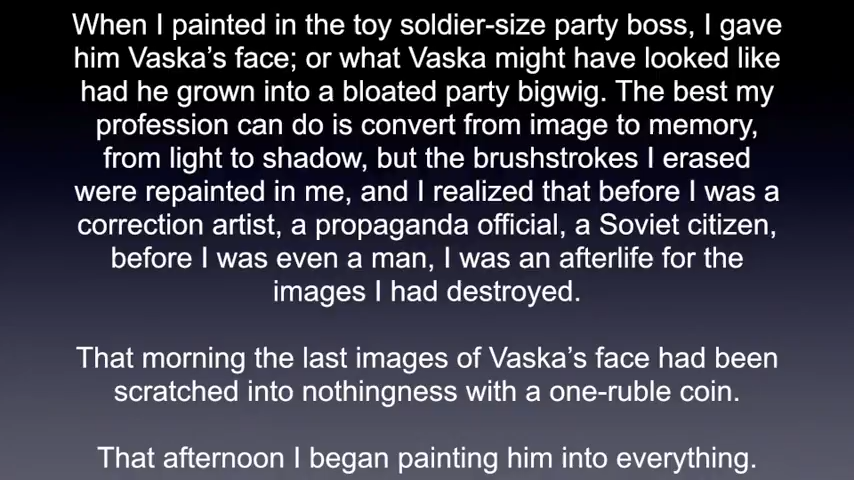 When I painted in the toy soldier-size party boss, I gave
him Vaska’s face; or what Vaska might have looked like
had he grown into a bloated party bigwig. The best my
profession can do is convert from image to memory,
from light to shadow, but the brushstrokes I erased
were repainted in me, and I realized that before I was a
correction artist, a propaganda official, a Soviet citizen,
before I was even a man, I was an afterlife for the
images I had destroyed.
That morning the last images of Vaska’s face had been
scratched into nothingness with a one-ruble coin.
That afternoon I began painting him into everything.